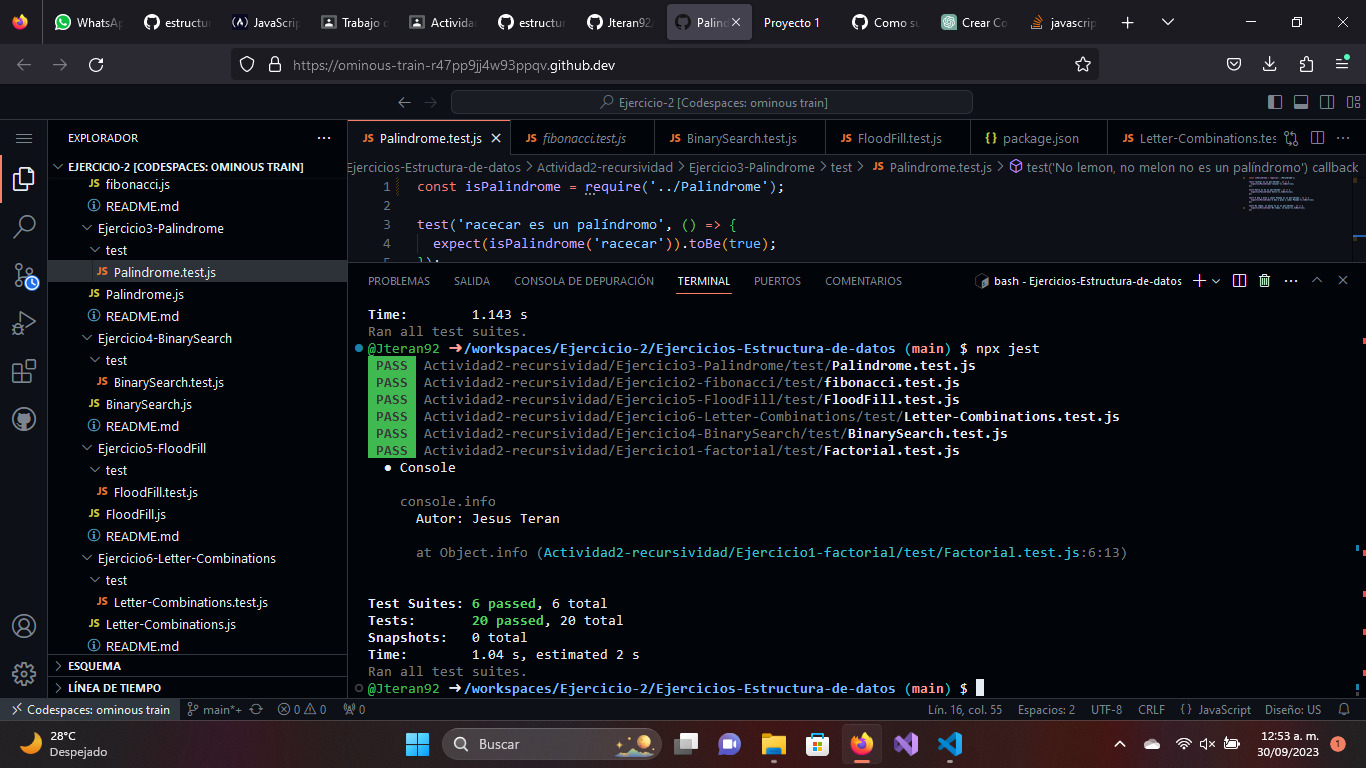 WhatsA
estructu
JavaScrip
Trabajo o
Actividad
estructur
Jteran92/
Palind
Proyecto 1
Como su
Crear Co
javascrip
https://ominous-train-r47pp9jj4w93ppqv.github.dev
Ejercicio-2 [Codespaces: ominous train]
EXPLORADOR
EJERCICIO-2 [CODESPACES: OMINOUS TRAIN]
JS fibonacci.js
README.md
Ejercicio3-Palindrome
test
JS Palindrome.test.js
JS Palindrome.js
README.md
Ejercicio4-BinarySearch
test
JS BinarySearch.test.js
JS BinarySearch.js
README.md
Ejercicio5-FloodFill
test
JS FloodFill.test.js
JS FloodFill.js
README.md
Ejercicio6-Letter-Combinations
test
JS Letter-Combinations.test.js
JS Letter-Combinations.js
README.md
ESQUEMA
LÍNEA DE TIEMPO
JS Palindrome.test.js
JS fibonacci.test.js
JS BinarySearch.test.js
JS FloodFill.test.js
{} package.json
JS Letter-Combinations.tes
Ejercicios-Estructura-de-datos > Actividad2-recursividad > Ejercicio3-Palindrome > test > JS Palindrome.test.js > test('No lemon, no melon no es un palíndromo') callback
1 const isPalindrome = require('../Palindrome');
2
3 test('racecar es un palíndromo', () => {
4 expect(isPalindrome('racecar')).toBe(true);
5 });
PROBLEMAS SALIDA CONSOLA DE DEPURACIÓN TERMINAL PUERTOS COMENTARIOS
bash - Ejercicios-Estructura-de-datos
Time: 1.143 s
Ran all test suites.
@Jteran92 ➜ /workspaces/Ejercicio-2/Ejercicios-Estructura-de-datos (main) $ npx jest
PASS Actividad2-recursividad/Ejercicio3-Palindrome/test/Palindrome.test.js
PASS Actividad2-recursividad/Ejercicio2-fibonacci/test/fibonacci.test.js
PASS Actividad2-recursividad/Ejercicio5-FloodFill/test/FloodFill.test.js
PASS Actividad2-recursividad/Ejercicio6-Letter-Combinations/test/Letter-Combinations.test.js
PASS Actividad2-recursividad/Ejercicio4-BinarySearch/test/BinarySearch.test.js
PASS Actividad2-recursividad/Ejercicio1-factorial/test/Factorial.test.js
● Console
console.info
Autor: Jesus Teran
at Object.info (Actividad2-recursividad/Ejercicio1-factorial/test/Factorial.test.js:6:13)
Test Suites: 6 passed, 6 total
Tests: 20 passed, 20 total
Snapshots: 0 total
Time: 1.04 s, estimated 2 s
Ran all test suites.
@Jteran92 ➜ /workspaces/Ejercicio-2/Ejercicios-Estructura-de-datos (main) $
Codespaces: ominous train
main*+
0 0
0
Lín. 16, col. 55
Espacios: 2
UTF-8
CRLF
{} JavaScript
Diseño: US
28°C
Despejado
Buscar
12:53 a. m.
30/09/2023
1